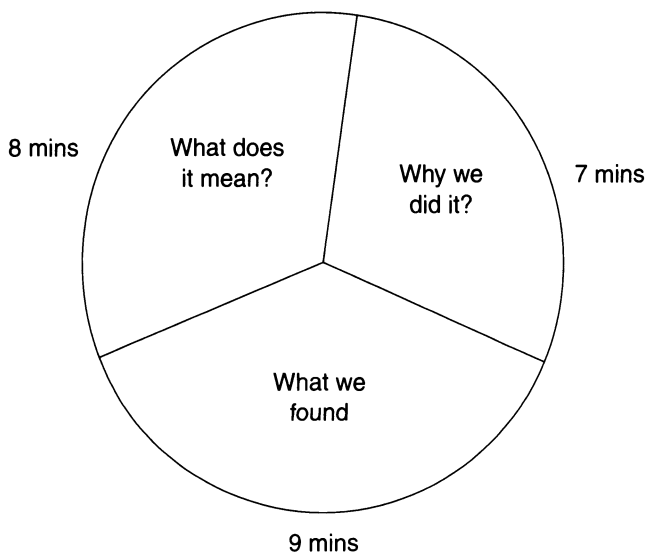 8 mins
What does
it mean?
Why we
did it?
7 mins
What we
found
9 mins